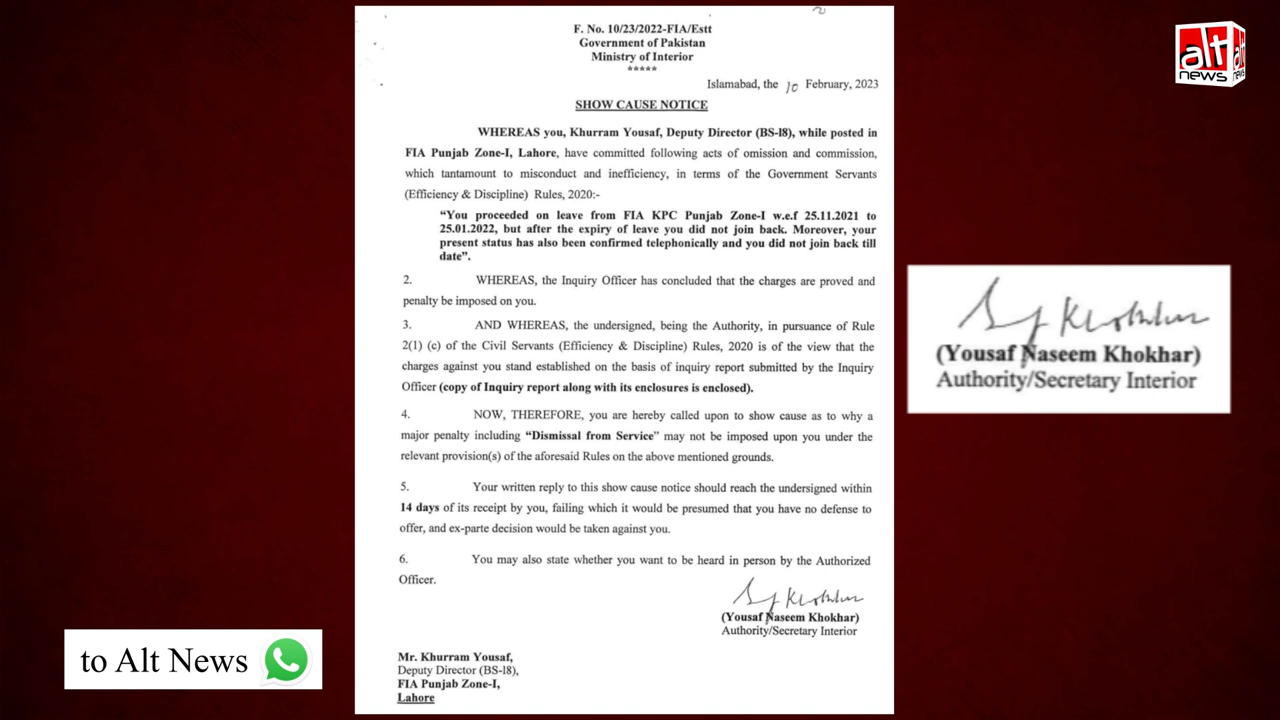 F. No. 10/23/2022-FIA/Estt
Government of Pakistan
Ministry of Interior
*****
Islamabad, the 10 February, 2023
SHOW CAUSE NOTICE
WHEREAS you, Khurram Yousaf, Deputy Director (BS-18), while posted in
FIA Punjab Zone-I, Lahore, have committed following acts of omission and commission,
which tantamount to misconduct and inefficiency, in terms of the Government Servants
(Efficiency & Discipline) Rules, 2020:-
“You proceeded on leave from FIA KPC Punjab Zone-I w.e.f 25.11.2021 to
25.01.2022, but after the expiry of leave you did not join back. Moreover, your
present status has also been confirmed telephonically and you did not join back till
date”.
2. WHEREAS, the Inquiry Officer has concluded that the charges are proved and
penalty be imposed on you.
3. AND WHEREAS, the undersigned, being the Authority, in pursuance of Rule
2(1) (c) of the Civil Servants (Efficiency & Discipline) Rules, 2020 is of the view that the
charges against you stand established on the basis of inquiry report submitted by the Inquiry
Officer (copy of Inquiry report along with its enclosures is enclosed).
4. NOW, THEREFORE, you are hereby called upon to show cause as to why a
major penalty including “Dismissal from Service” may not be imposed upon you under the
relevant provision(s) of the aforesaid Rules on the above mentioned grounds.
5. Your written reply to this show cause notice should reach the undersigned within
14 days of its receipt by you, failing which it would be presumed that you have no defense to
offer, and ex-parte decision would be taken against you.
6. You may also state whether you want to be heard in person by the Authorized
Officer.
(Yousaf Naseem Khokhar)
Authority/Secretary Interior
Mr. Khurram Yousaf,
Deputy Director (BS-18),
FIA Punjab Zone-I,
Lahore
(Yousaf Naseem Khokhar)
Authority/Secretary Interior
to Alt News
alt
news
alt
news